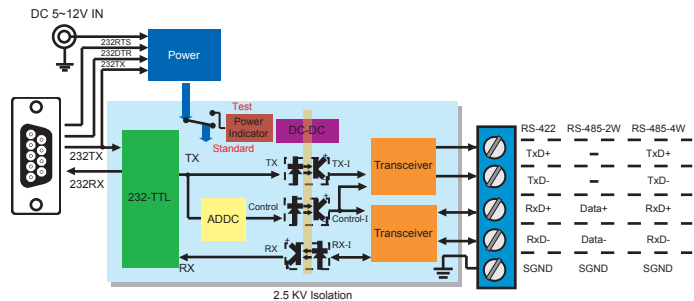 DC 5~12V IN
232RTS
232DTR
232TX
Power
Test
Power
Indicator
DC-DC
Standard
232TX
232RX
232-TTL
TX
TX
TX-I
Transceiver
ADDC
Control
Control-I
Transceiver
RX
RX-I
RX
2.5 KV Isolation
RS-422 RS-485-2W RS-485-4W
TxD+ - TxD+
TxD- - TxD-
RxD+ Data+ RxD+
RxD- Data- RxD-
SGND SGND SGND